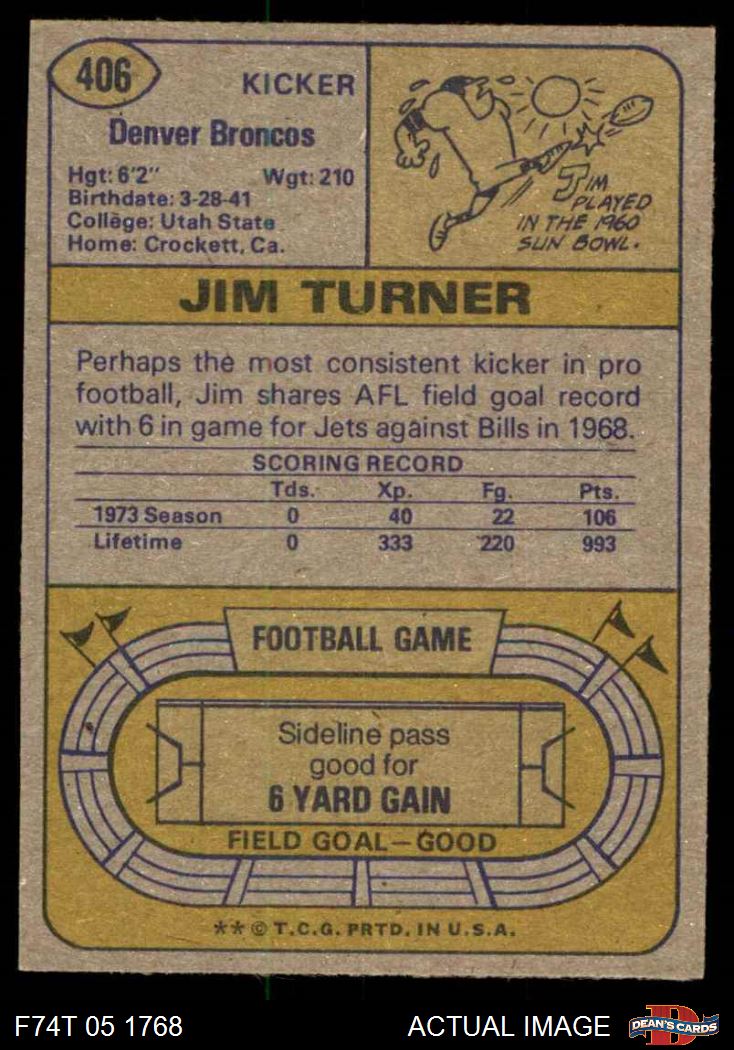 406
KICKER
Denver Broncos
Hgt: 6'2" Wgt: 210
Birthdate: 3-28-41
College: Utah State
Home: Crockett, Ca.
JIM
PLAYED
IN THE 1960
SUN BOWL.
JIM TURNER
Perhaps the most consistent kicker in pro
football, Jim shares AFL field goal record
with 6 in game for Jets against Bills in 1968.
SCORING RECORD
Tds. Xp. Fg. Pts.
1973 Season 0 40 22 106
Lifetime 0 333 220 993
FOOTBALL GAME
Sideline pass
good for
6 YARD GAIN
FIELD GOAL—GOOD
** © T.C.G. PRTD. IN U.S.A.
F74T 05 1768
ACTUAL IMAGE
D
DEAN'S CARDS